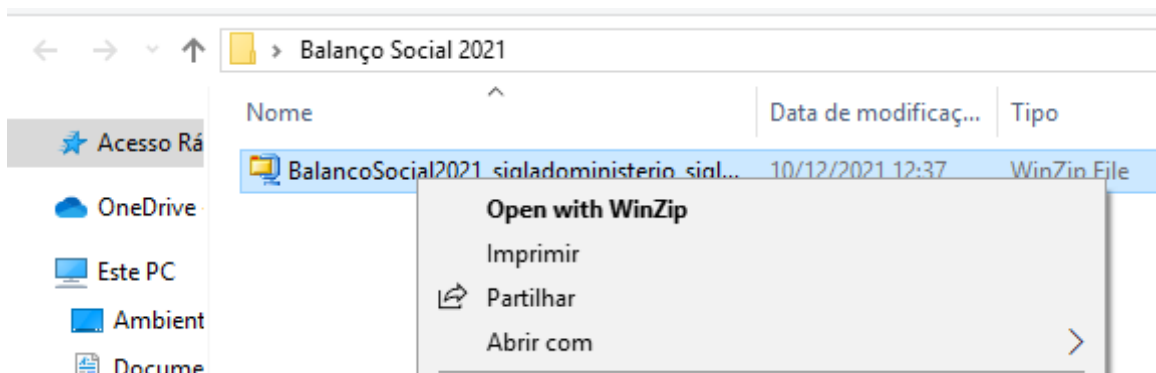 Balanço Social 2021
Nome Data de modificaç... Tipo
Acesso Rá
BalancoSocial2021_sigladoministerio_sigl... 10/12/2021 12:37 WinZip File
OneDrive
Open with WinZip
Imprimir
Este PC
Partilhar
Ambient
Abrir com
Docume